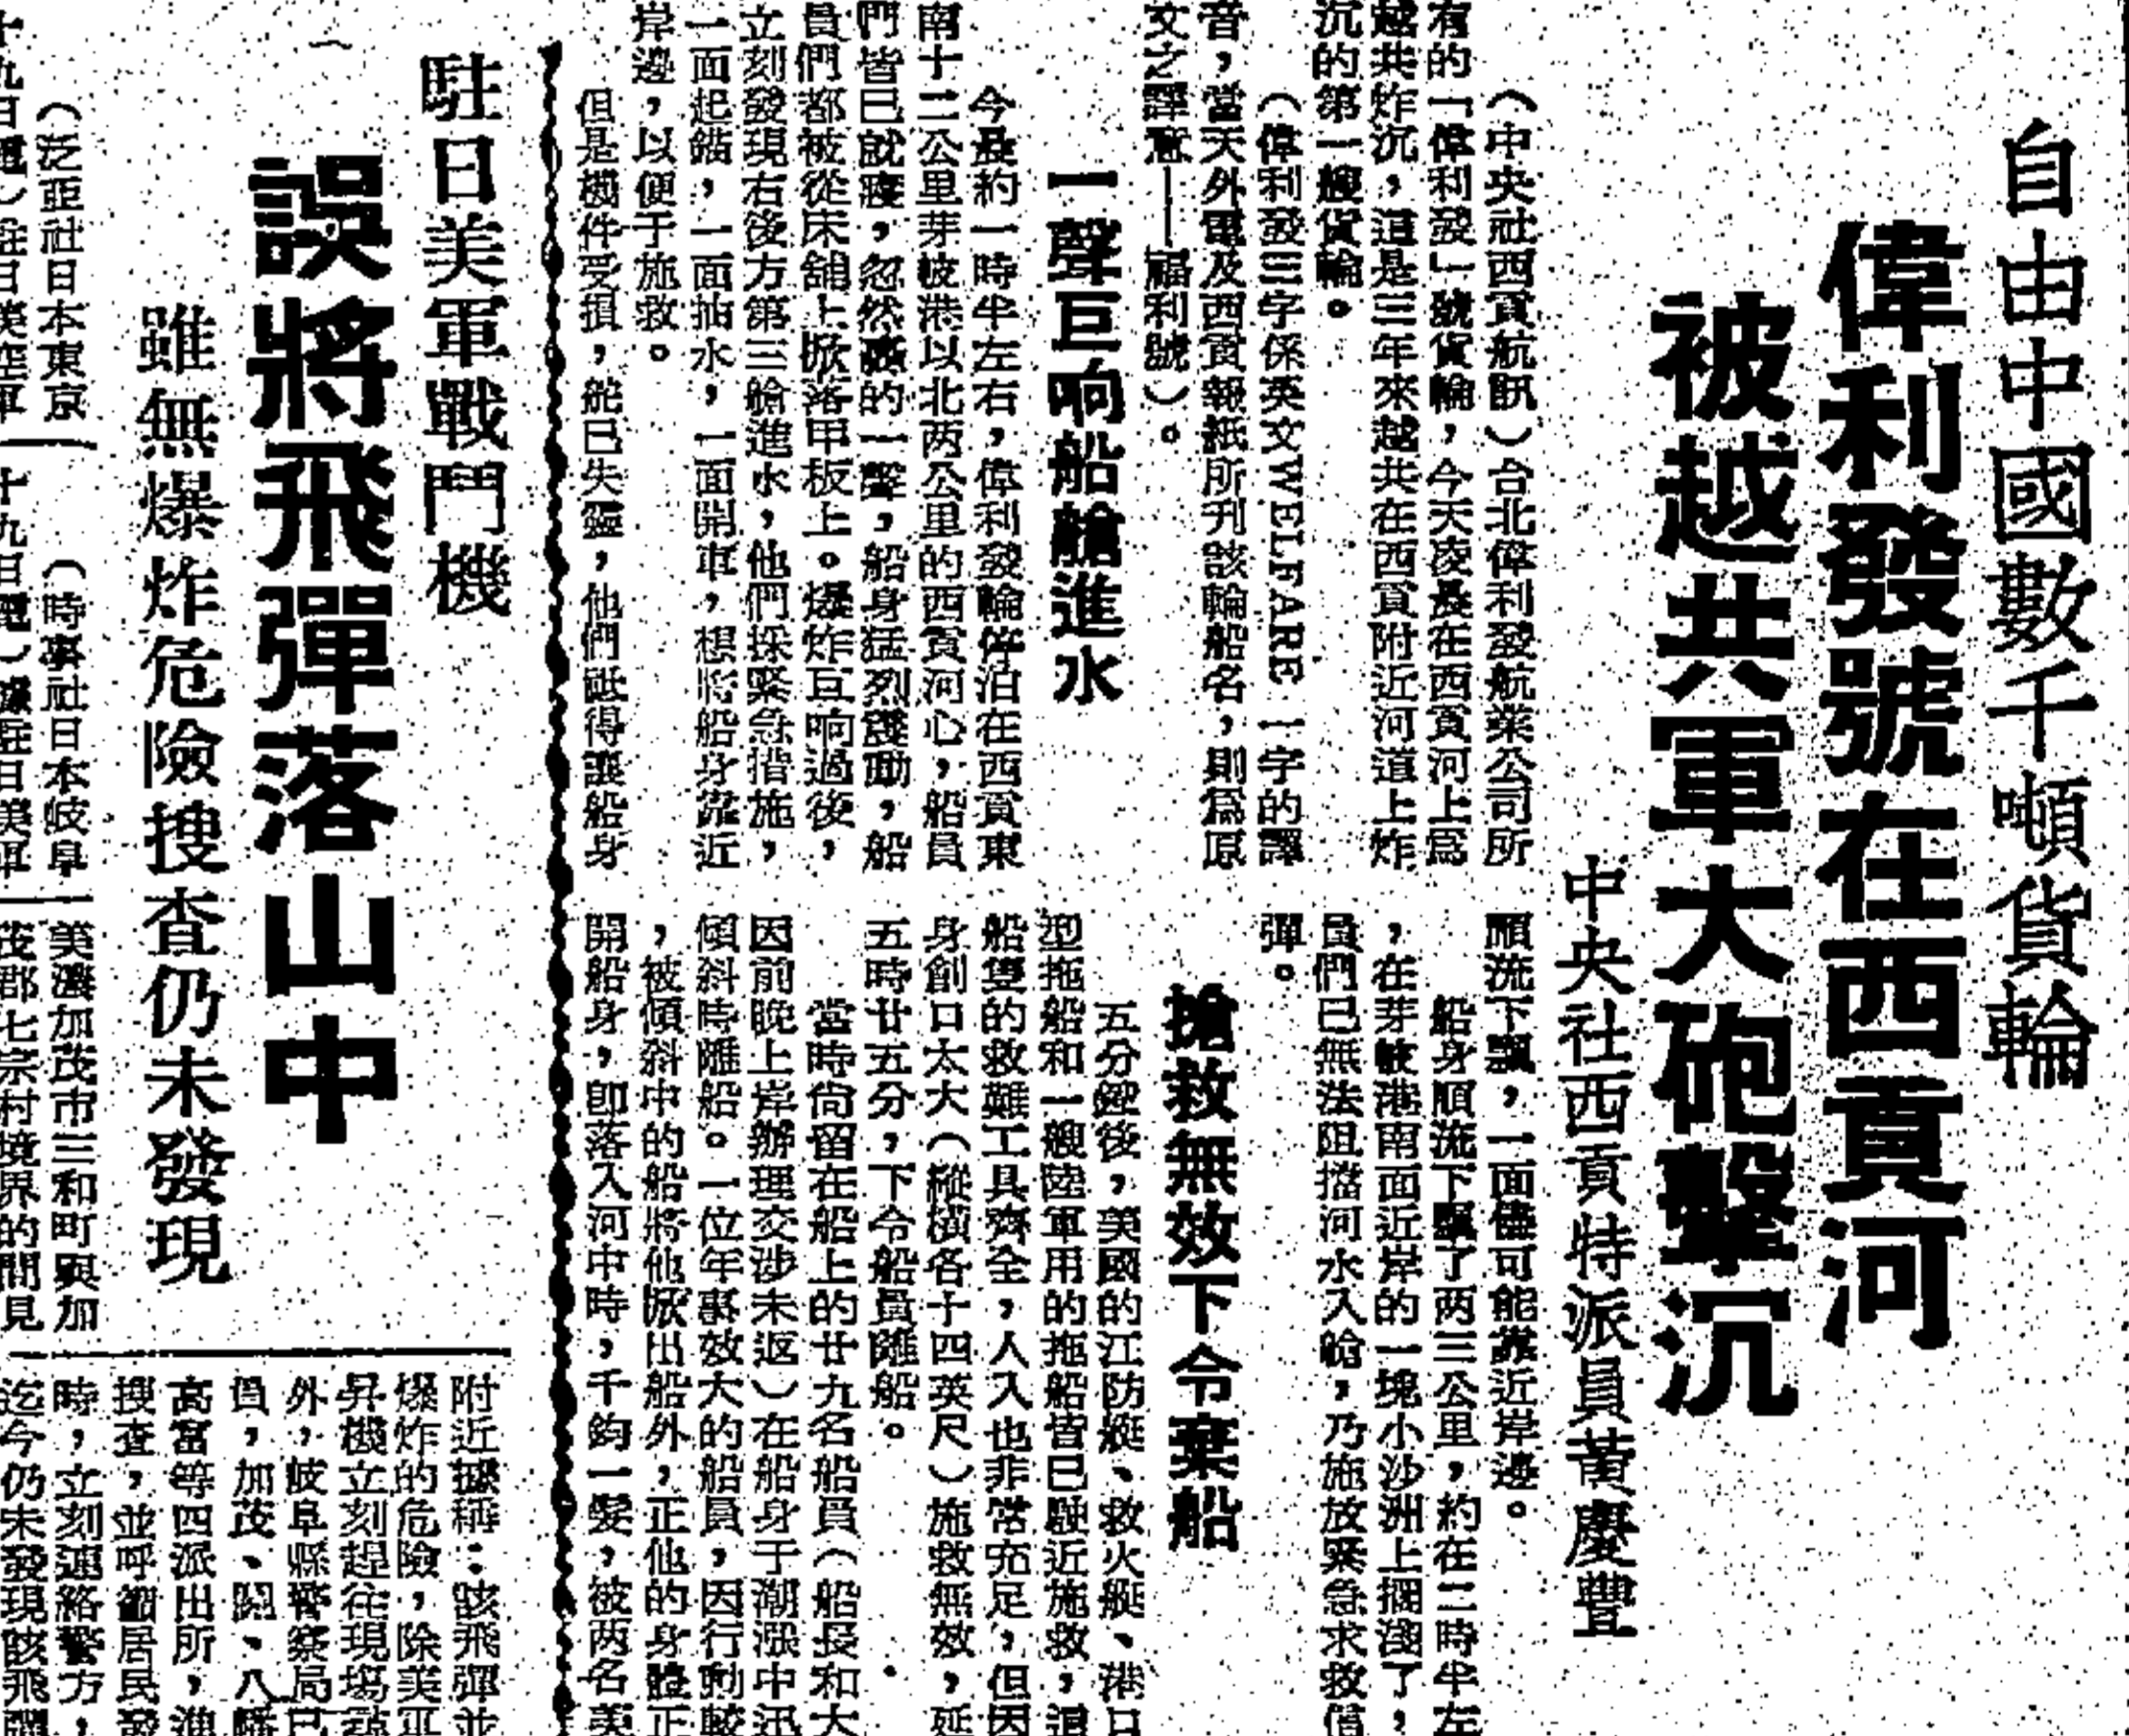 自由中國數千噸貨輪
偉利發號在西貢河
被越共軍大砲擊沉
中央社西貢特派員黃慶豐
（中央社西貢航訊）台北偉利發航業公司所
有的「偉利發」號貨輪，今天凌晨在西貢河上爲
越共炸沉，這是三年來越共在西貢附近河道上炸
沉的第一艘貨輪。
（偉利發三字係英文WELFARE一字的譯
音，當天外電及西貢報紙所刊該輪船名，則爲原
文之譯意──福利號）。
一聲巨响船艙進水
今晨約一時半左右，偉利發輪停泊在西貢東
南十二公里芽坡港以北两公里的西貢河心，船員
們皆已就寢，忽然轟的一聲，船身猛烈震動，船
員們都被從床舖上掀落甲板上。爆炸巨响過後，
立刻發現右後方第三艙進水，他們採緊急措施，
一面起錨，一面抽水，一面開車，想將船身靠近
岸邊，以便于施救。
但是機件受損，舵已失靈，他們祇得讓船身
順流下飄，一面儘可能靠近岸邊。
船身順流下飄了两三公里，約在二時半左
，在芽坡港南面近岸的一塊小沙洲上擱淺了，
員們已無法阻擋河水入艙，乃施放緊急求救信
彈。
搶救無效下令棄船
五分鐘後，美國的江防艇、救火艇、港口
型拖船和一艘陸軍用的拖船皆已駛近施救，這
船隻的救難工具齊全，人入也非常充足，但因
身創口太大（縱橫各十四英尺）施救無效，延
五時廿五分，下令船員離船。
當時尙留在船上的廿九名船員（船長和大
因前晚上岸辦理交涉未返）在船身于潮漲中迅
傾斜時離船。一位年事效大的船員，因行動較
，被傾斜中的船將他掀出船外，正他的身體正
開船身，卽落入河中時，千鈞一髮，被两名美
駐日美軍戰鬥機
誤將飛彈落山中
雖無爆炸危險搜查仍未發現
（泛亞社日本東京
十九日電）駐日美空軍
（時事社日本岐阜
十九日電）據駐日美軍
美濃加茂市三和町與加
茂郡七宗村境界的間見
附近據稱：該飛彈並
爆炸的危險，除美軍
昇機立刻趕往現場尋
外，岐阜縣警察局已
員，加茂、關、八幡
高富等四派出所，漁
搜查，並呼籲居民發
時，立刻連絡警方，
迄今仍未發現該飛彈